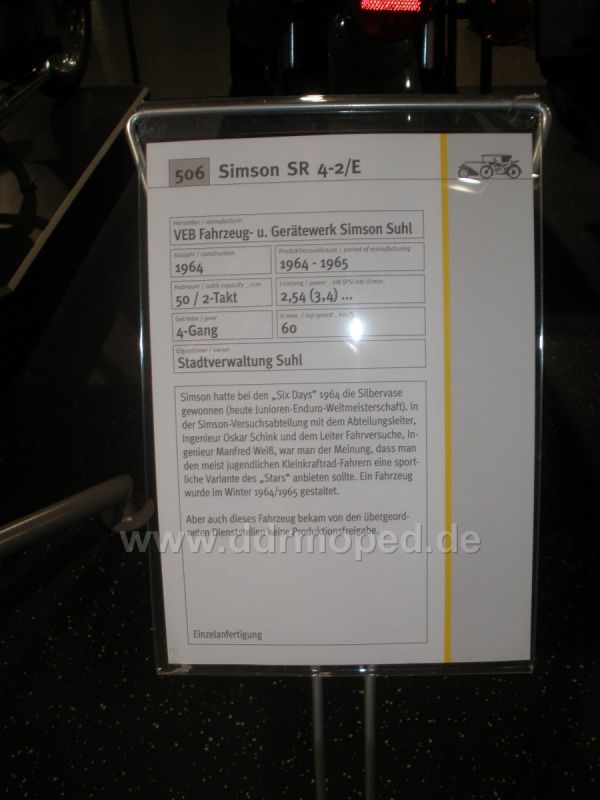 506 Simson SR 4-2/E
Hersteller / manufacturer
VEB Fahrzeug- u. Gerätewerk Simson Suhl
Baujahr / construction
1964
Produktionszeitraum / period of manufacturing
1964 - 1965
Hubraum / cubic capacity _ ccm
50 / 2-Takt
Leistung / power _ kW (PS) bei U/min.
2,54 (3,4) ...
Getriebe / gear
4-Gang
V-max. / top speed _ km/h
60
Eigentümer / owner
Stadtverwaltung Suhl
Simson hatte bei den „Six Days“ 1964 die Silbervase
gewonnen (heute Junioren-Enduro-Weltmeisterschaft). In
der Simson-Versuchsabteilung mit dem Abteilungsleiter,
Ingenieur Oskar Schink und dem Leiter Fahrversuche, In-
genieur Manfred Weiß, war man der Meinung, dass man
den meist jugendlichen Kleinkraftrad-Fahrern eine sport-
liche Variante des „Stars“ anbieten sollte. Ein Fahrzeug
wurde im Winter 1964/1965 gestaltet.
Aber auch dieses Fahrzeug bekam von den übergeord-
neten Dienststellen keine Produktionsfreigabe.
www.ddrmoped.de
Einzelanfertigung